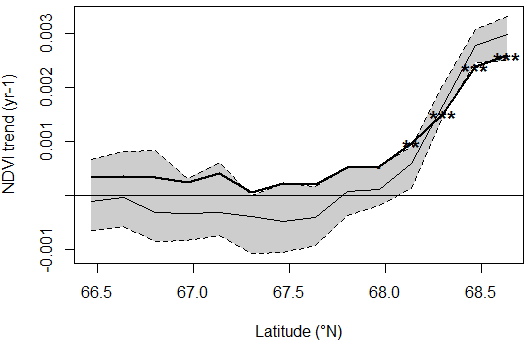 0.003
0.002
0.001
-0.001
NDVI trend (yr-1)
**
***
***
***
66.5 67.0 67.5 68.0 68.5
Latitude (°N)